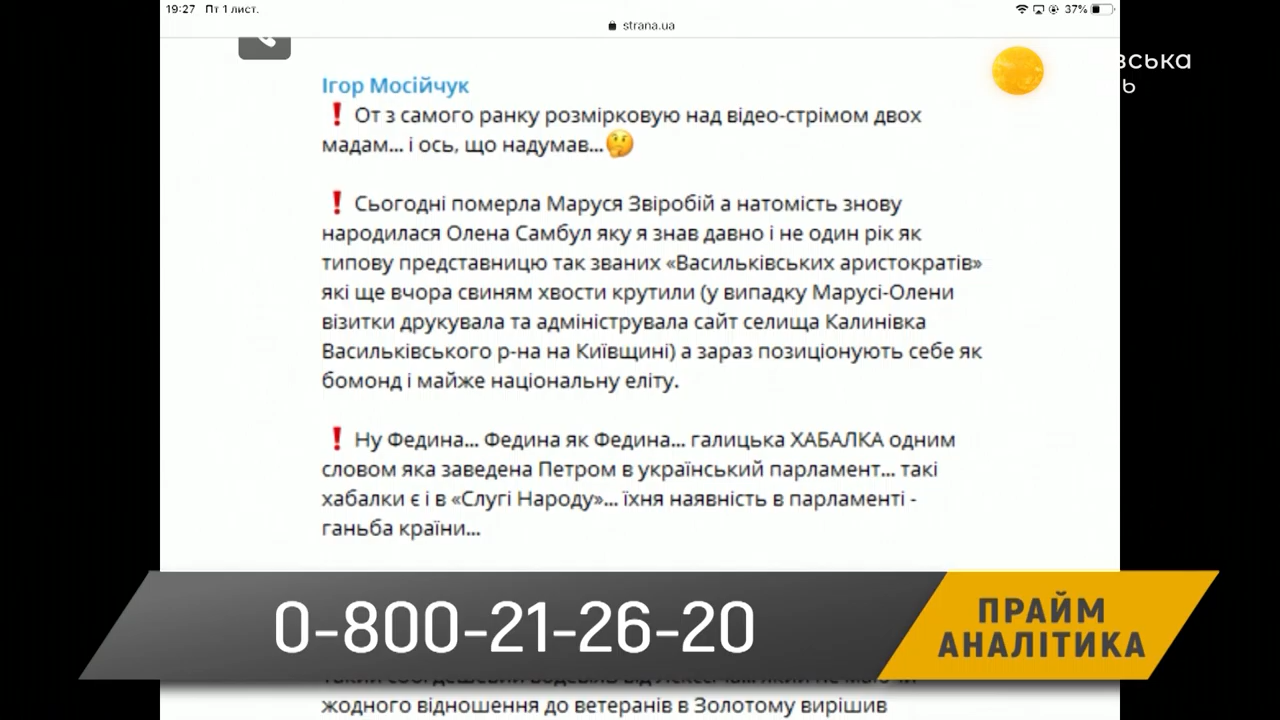 19:27 Пт 1 лист.
37%
strana.ua
ська
ь
Ігор Мосійчук
❗ От з самого ранку розмірковую над відео-стрімом двох
мадам... і ось, що надумав...🤔
❗ Сьогодні померла Маруся Звіробій а натомість знову
народилася Олена Самбул яку я знав давно і не один рік як
типову представницю так званих «Васильківських аристократів»
які ще вчора свиням хвости крутили (у випадку Марусі-Олени
візитки друкувала та адмініструвала сайт селища Калинівка
Васильківського р-на на Київщині) а зараз позиціонують себе як
бомонд і майже національну еліту.
❗ Ну Федина... Федина як Федина... галицька ХАБАЛКА одним
словом яка заведена Петром в український парламент... такі
хабалки є і в «Слугі Народу»... їхня наявність в парламенті -
ганьба країни...
0-800-21-26-20
ПРАЙМ
АНАЛІТИКА
жодного відношення до ветеранів в Золотому вирішив